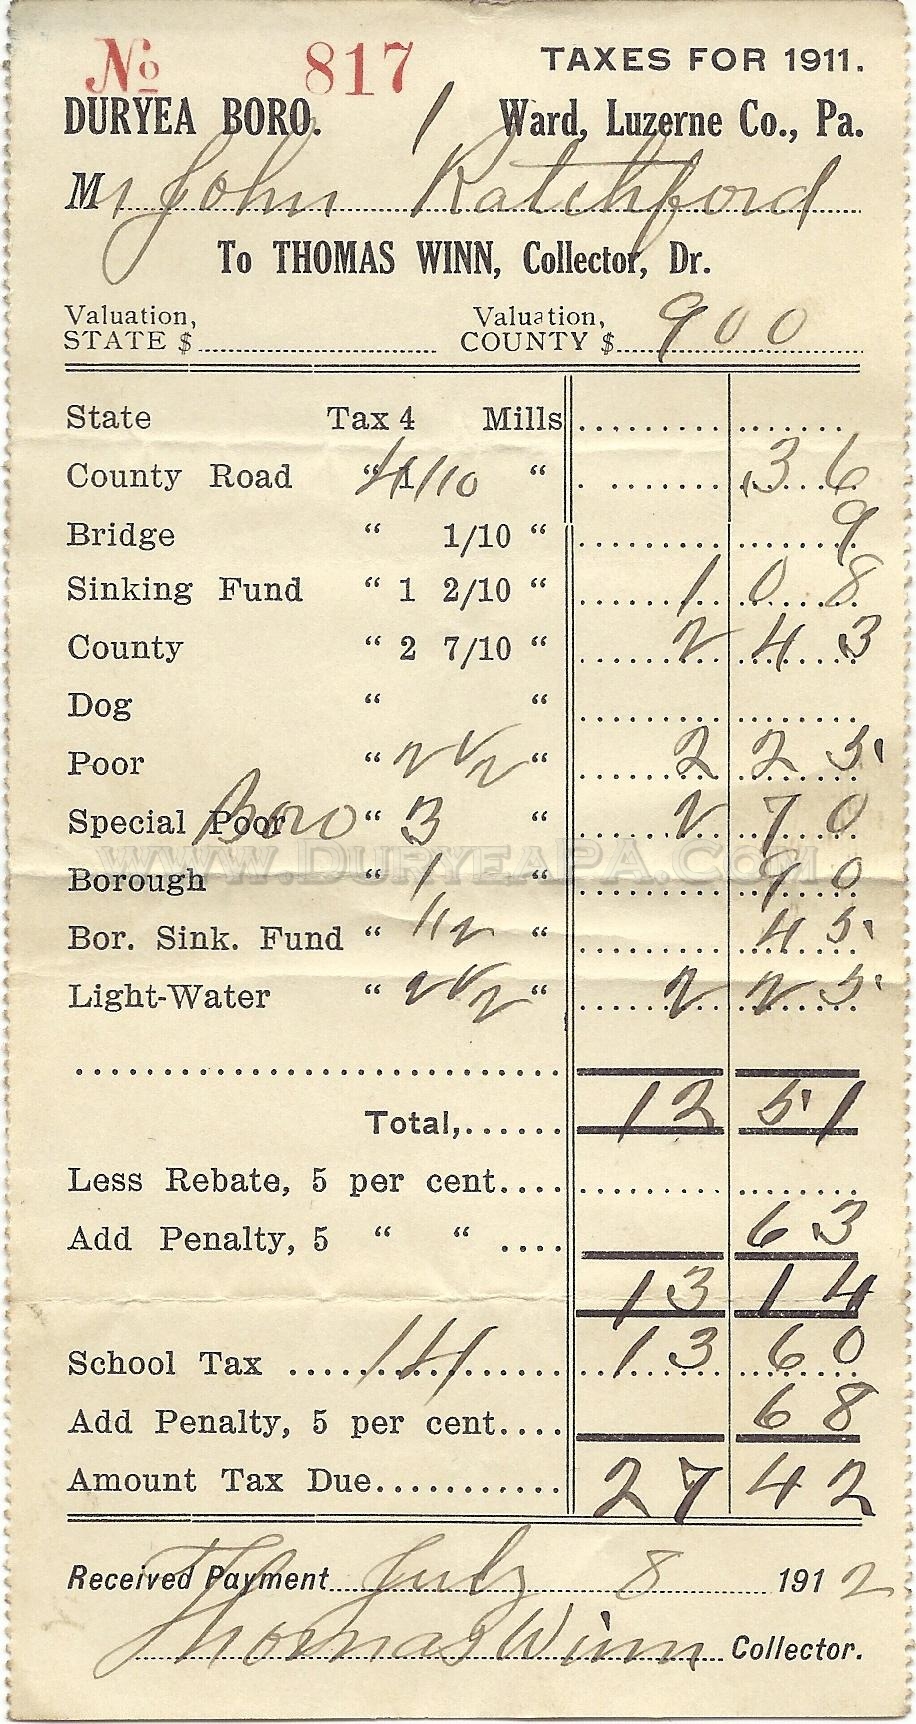 No 817 TAXES FOR 1911.
DURYEA BORO. 1 Ward, Luzerne Co., Pa.
Mr John Ratchford
To THOMAS WINN, Collector, Dr.
Valuation, Valuation,
STATE $ COUNTY $ 900
State Tax 4 Mills
County Road “ 1 4/10 “ .36
Bridge “ 1/10 “ 9
Sinking Fund “ 1 2/10 “ 1 08
County “ 2 7/10 “ 2 43
Dog “ “
Poor “ 2 1/2 “ 2 25
Special Poor Boro “ 3 “ 2 70
www.DuryeaPA.com
Borough “ 1 “ 90
Bor. Sink. Fund “ 1/2 “ 45
Light-Water “ 2 1/2 “ 2 25
Total, 12 51
Less Rebate, 5 per cent
Add Penalty, 5 “ “ 63
13 14
School Tax 14 13 60
Add Penalty, 5 per cent 68
Amount Tax Due 27 42
Received Payment July 8 1912
Thomas Winn Collector.